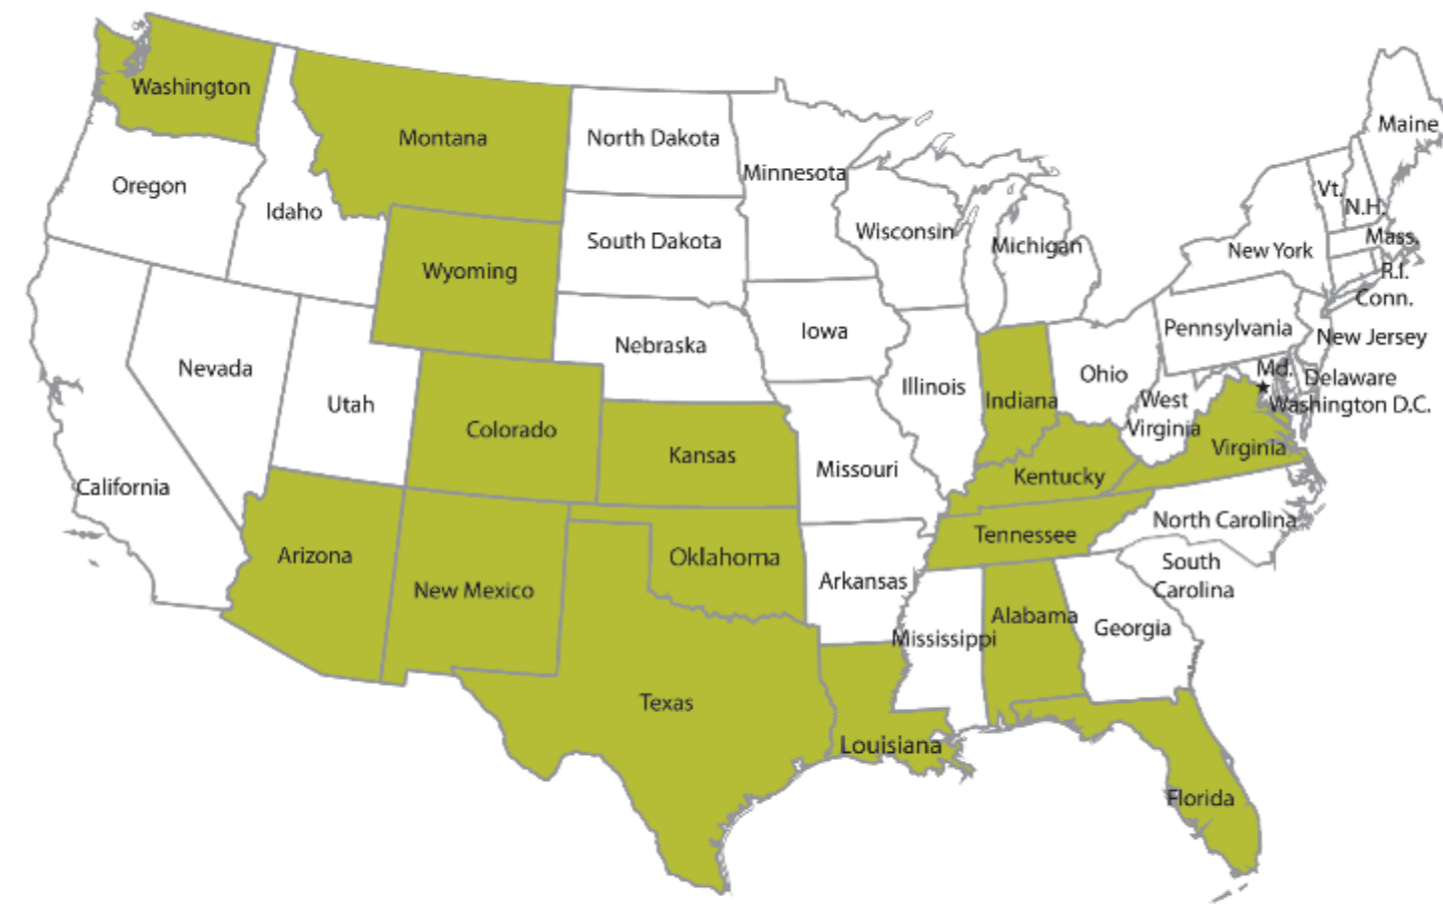 Washington
Montana
North Dakota
Minnesota
Maine
Oregon
Idaho
Vt.
N.H.
South Dakota
Wisconsin
Michigan
New York
Mass.
R.I.
Wyoming
Conn.
Iowa
Pennsylvania
New Jersey
Nebraska
Nevada
Utah
Illinois
Indiana
Ohio
Md.
Delaware
West
Virginia
Washington D.C.
Colorado
Kansas
Missouri
Kentucky
Virginia
California
Arizona
New Mexico
Oklahoma
Arkansas
Tennessee
North Carolina
South
Carolina
Mississippi
Alabama
Georgia
Texas
Louisiana
Florida